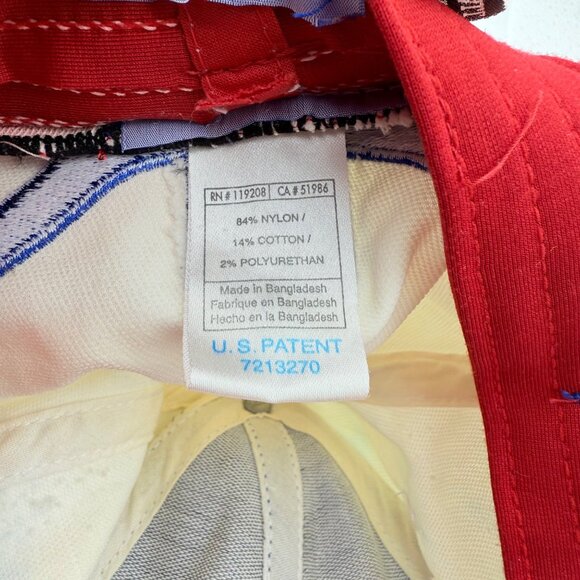 RN # 119208 CA # 51986
84% NYLON /
14% COTTON /
2% POLYURETHAN
Made in Bangladesh
Fabrique en Bangladesh
Hecho en Bangladesh
U.S. PATENT
7213270